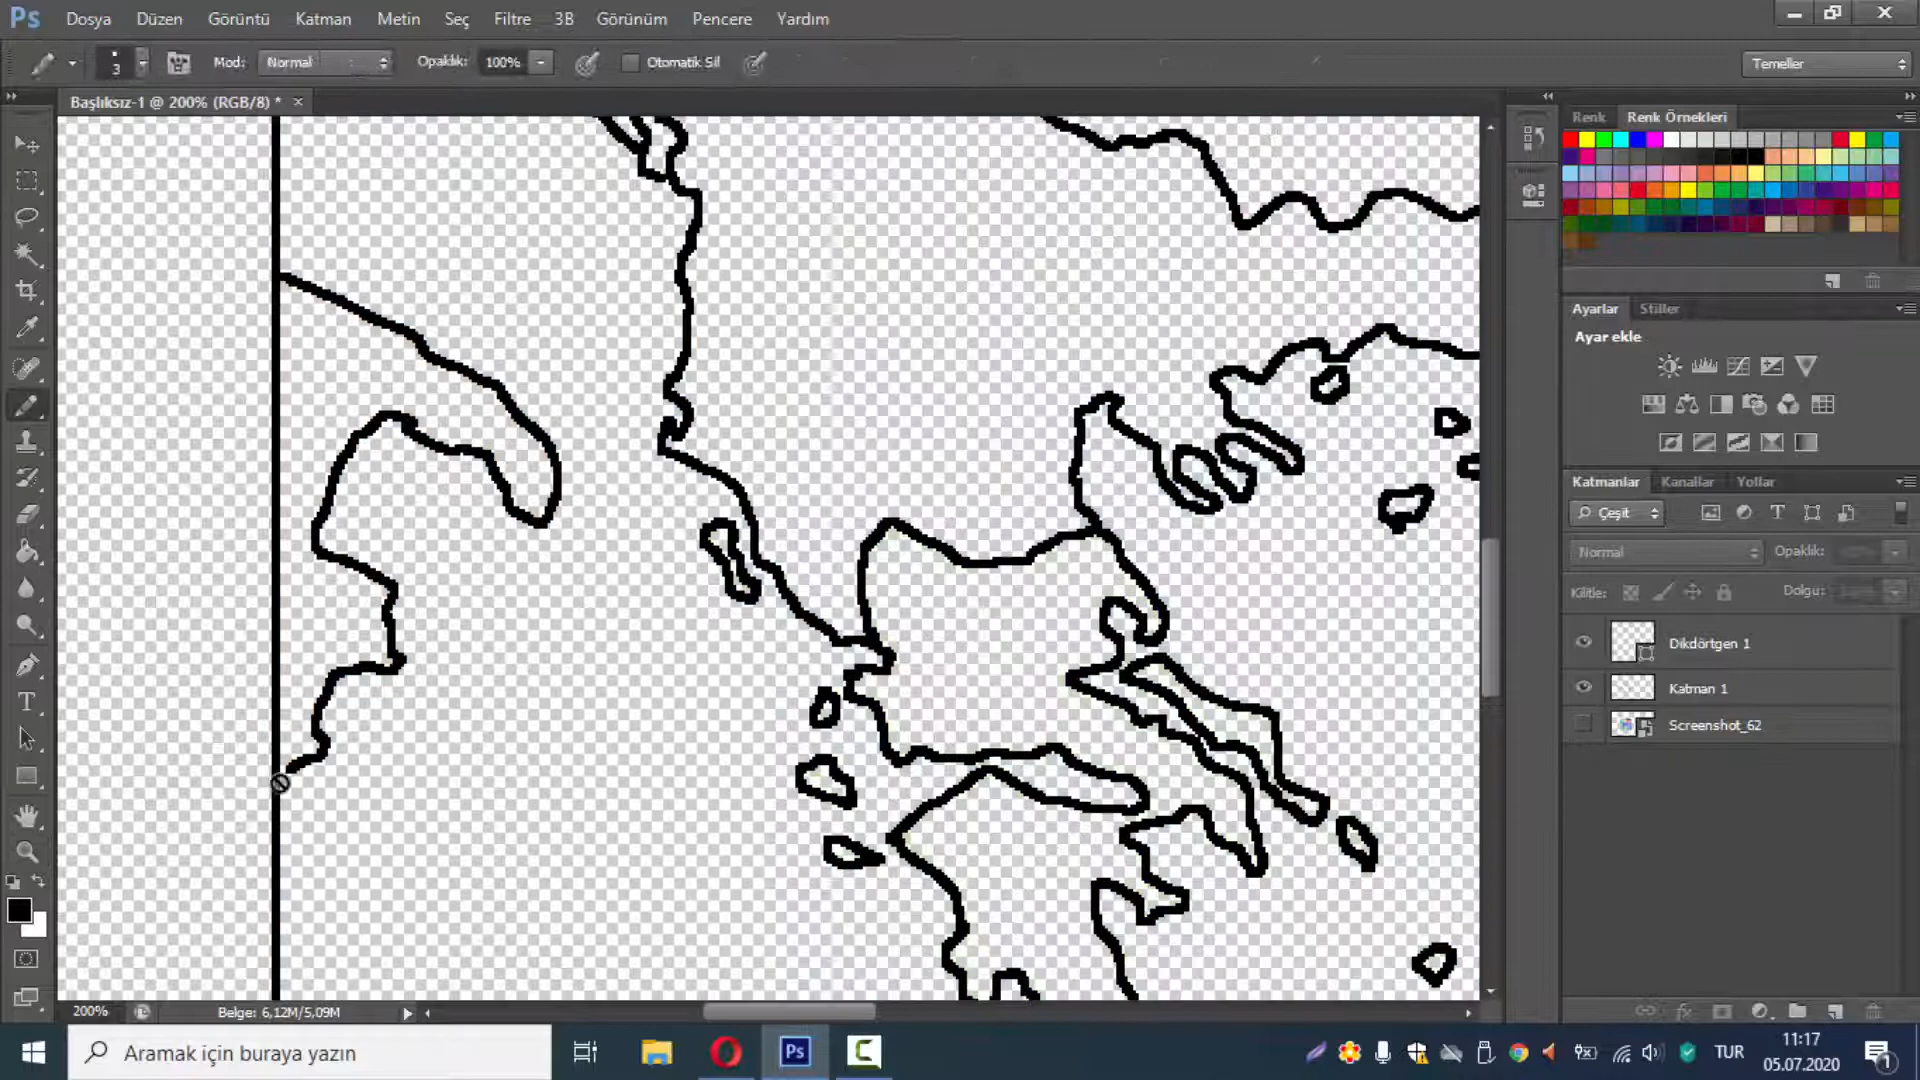 Ps Dosya Düzen Görüntü Katman Metin Seç Filtre 3B Görünüm Pencere Yardım
3 Mod: Normal Opaklık: 100% Otomatik Sil Temeller
Başlıksız-1 @ 200% (RGB/8) *
Renk Renk Örnekleri
Ayarlar Stiller
Ayar ekle
Katmanlar Kanallar Yollar
Çeşit
Normal Opaklık:
Kilitle: Dolgu:
Dikdörtgen 1
Katman 1
Screenshot_62
200% Belge: 6,12M/5,09M
Aramak için buraya yazın
Ps
TUR
11:17
05.07.2020
1